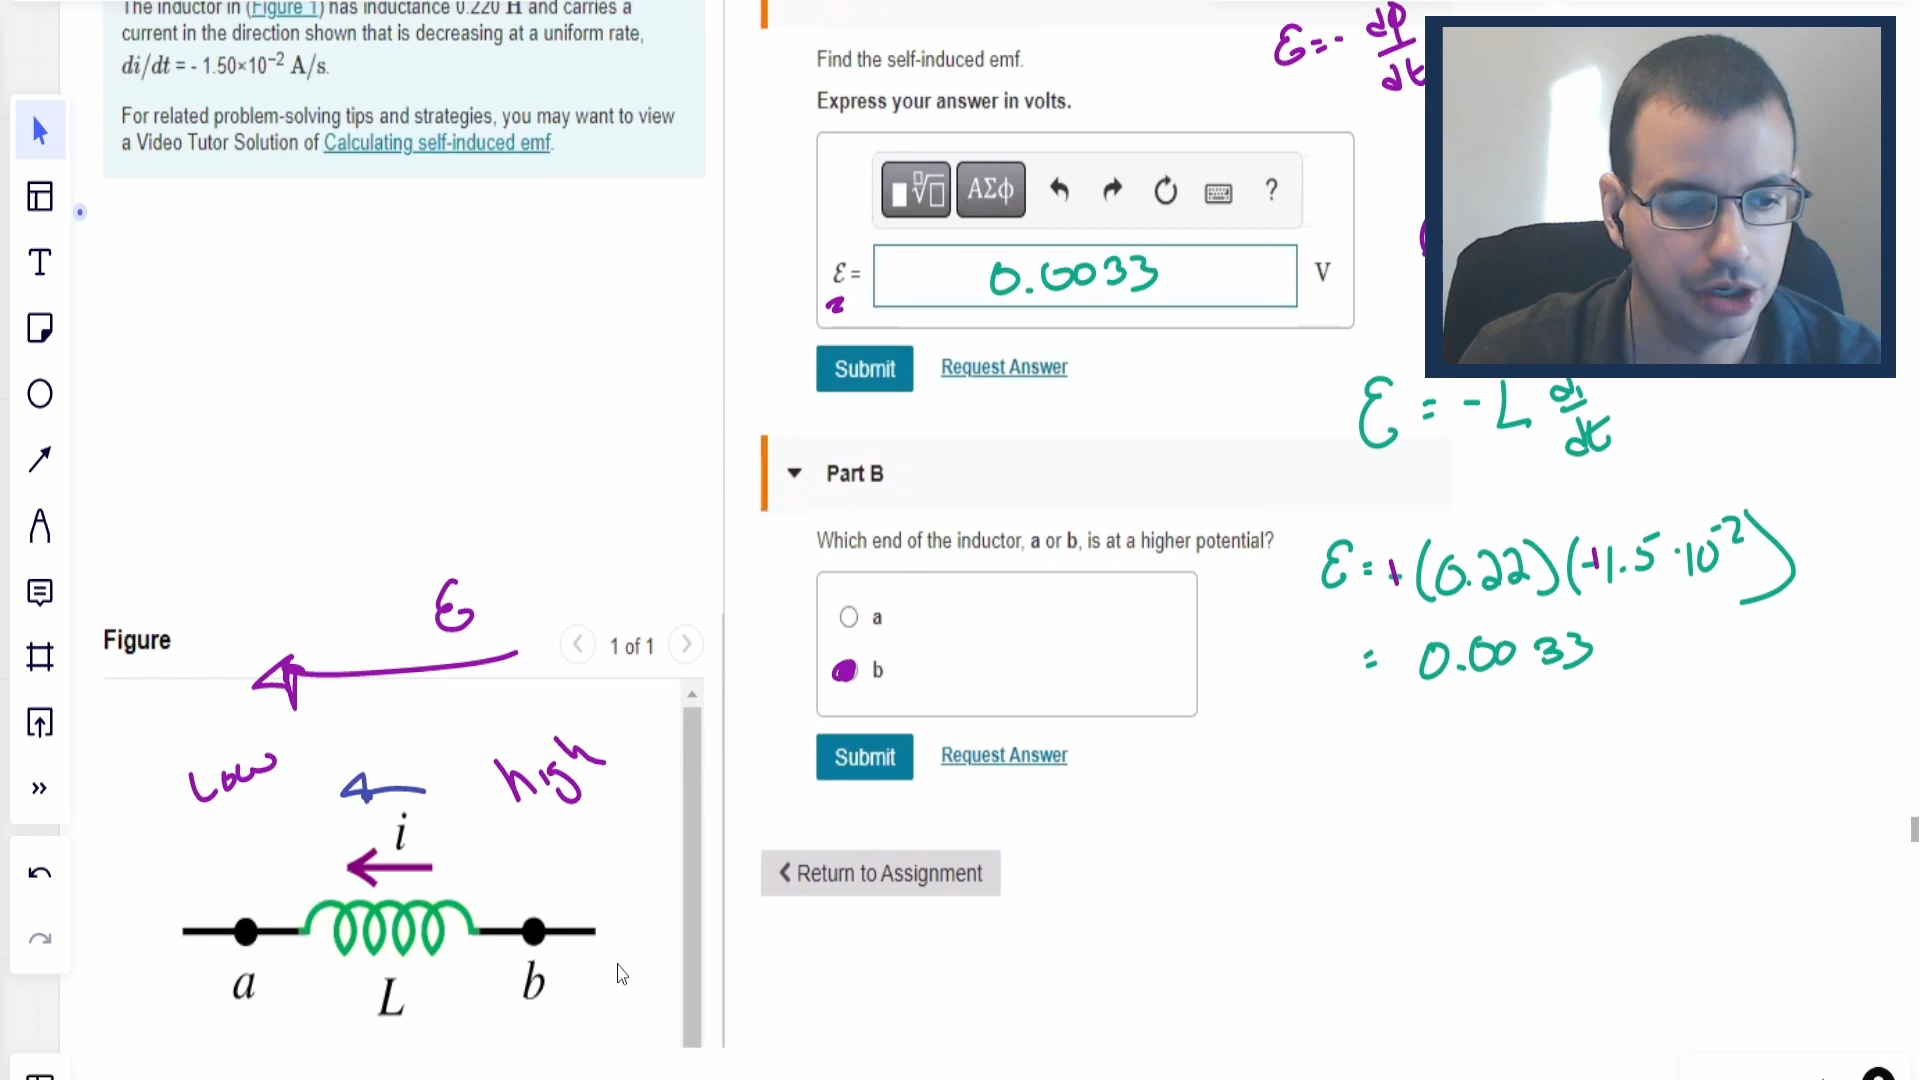 The inductor in (Figure 1) has inductance 0.220 H and carries a
current in the direction shown that is decreasing at a uniform rate,
di/dt = - 1.50×10⁻² A/s.
For related problem-solving tips and strategies, you may want to view
a Video Tutor Solution of Calculating self-induced emf.
Figure
1 of 1
ε
Low
high
i
a
L
b
Find the self-induced emf.
Express your answer in volts.
ΑΣϕ
?
ε =
0.0033
V
Submit
Request Answer
Part B
Which end of the inductor, a or b, is at a higher potential?
a
b
Submit
Request Answer
Return to Assignment
ε = - dφ/dt
ε = - L di/dt
ε = + (0.22)(+1.5 · 10⁻²)
= 0.0033